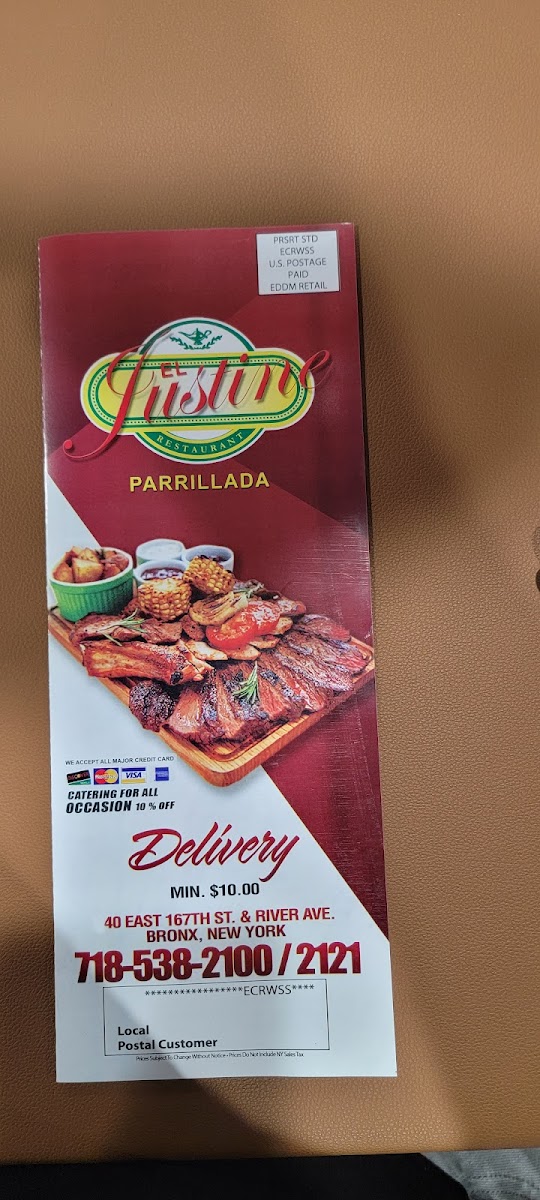 PRSRT STD
ECRWSS
U.S. POSTAGE
PAID
EDDM RETAIL
EL
Justine
RESTAURANT
PARRILLADA
WE ACCEPT ALL MAJOR CREDIT CARD
DISCOVER MasterCard VISA
CATERING FOR ALL
OCCASION 10 % OFF
Delivery
MIN. $10.00
40 EAST 167TH ST. & RIVER AVE.
BRONX, NEW YORK
718-538-2100 / 2121
*****************ECRWSS****
Local
Postal Customer
Prices Subject To Change Without Notice - Prices Do Not Include NY Sales Tax.